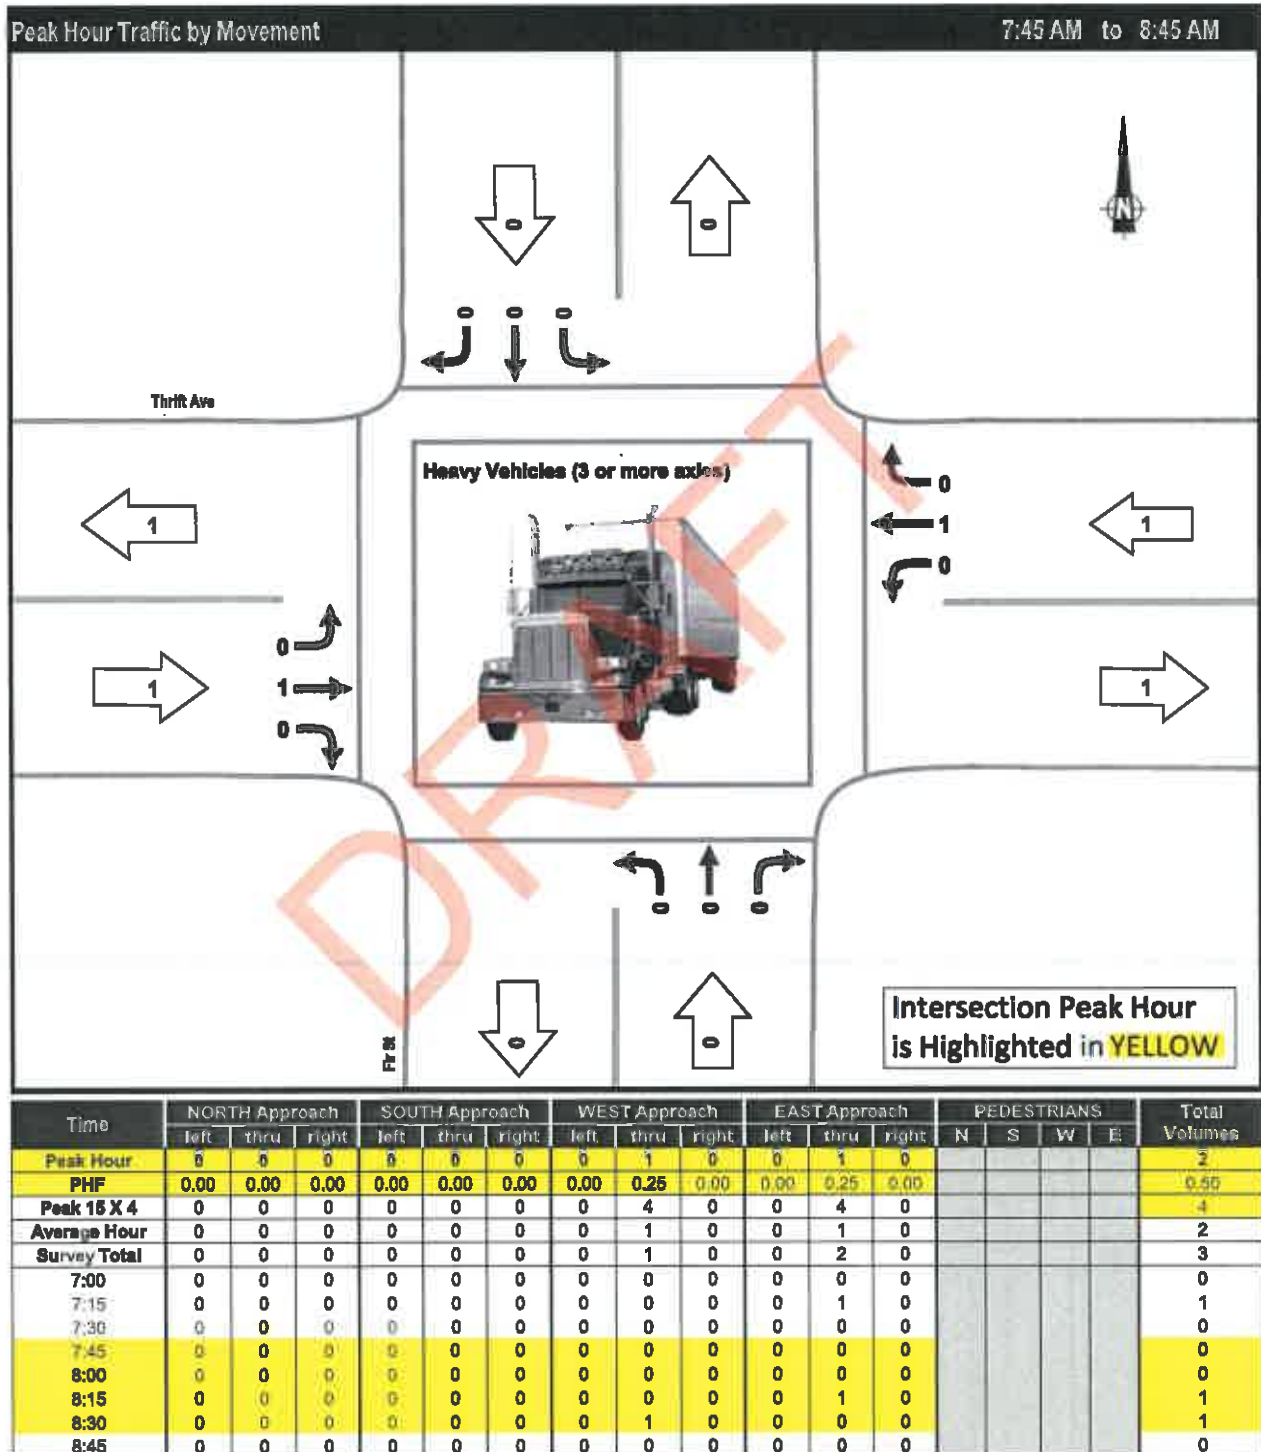 Peak Hour Traffic by Movement 7:45 AM to 8:45 AM
0 0
N
0 0 0
Thrift Ave
Heavy Vehicles (3 or more axles)
0
1 1 1
0
0
1 1 1
0
DRAFT
0 0 0
0 0
Fir St
Intersection Peak Hour
is Highlighted in YELLOW
Time NORTH Approach SOUTH Approach WEST Approach EAST Approach PEDESTRIANS Total
left thru right left thru right left thru right left thru right N S W E Volumes
Peak Hour 0 0 0 0 0 0 0 1 0 0 1 0 2
PHF 0.00 0.00 0.00 0.00 0.00 0.00 0.00 0.25 0.00 0.00 0.25 0.00 0.50
Peak 15 X 4 0 0 0 0 0 0 0 4 0 0 4 0 4
Average Hour 0 0 0 0 0 0 0 1 0 0 1 0 2
Survey Total 0 0 0 0 0 0 0 1 0 0 2 0 3
7:00 0 0 0 0 0 0 0 0 0 0 0 0 0
7:15 0 0 0 0 0 0 0 0 0 0 1 0 1
7:30 0 0 0 0 0 0 0 0 0 0 0 0 0
7:45 0 0 0 0 0 0 0 0 0 0 0 0 0
8:00 0 0 0 0 0 0 0 0 0 0 0 0 0
8:15 0 0 0 0 0 0 0 0 0 0 1 0 1
8:30 0 0 0 0 0 0 0 1 0 0 0 0 1
8:45 0 0 0 0 0 0 0 0 0 0 0 0 0